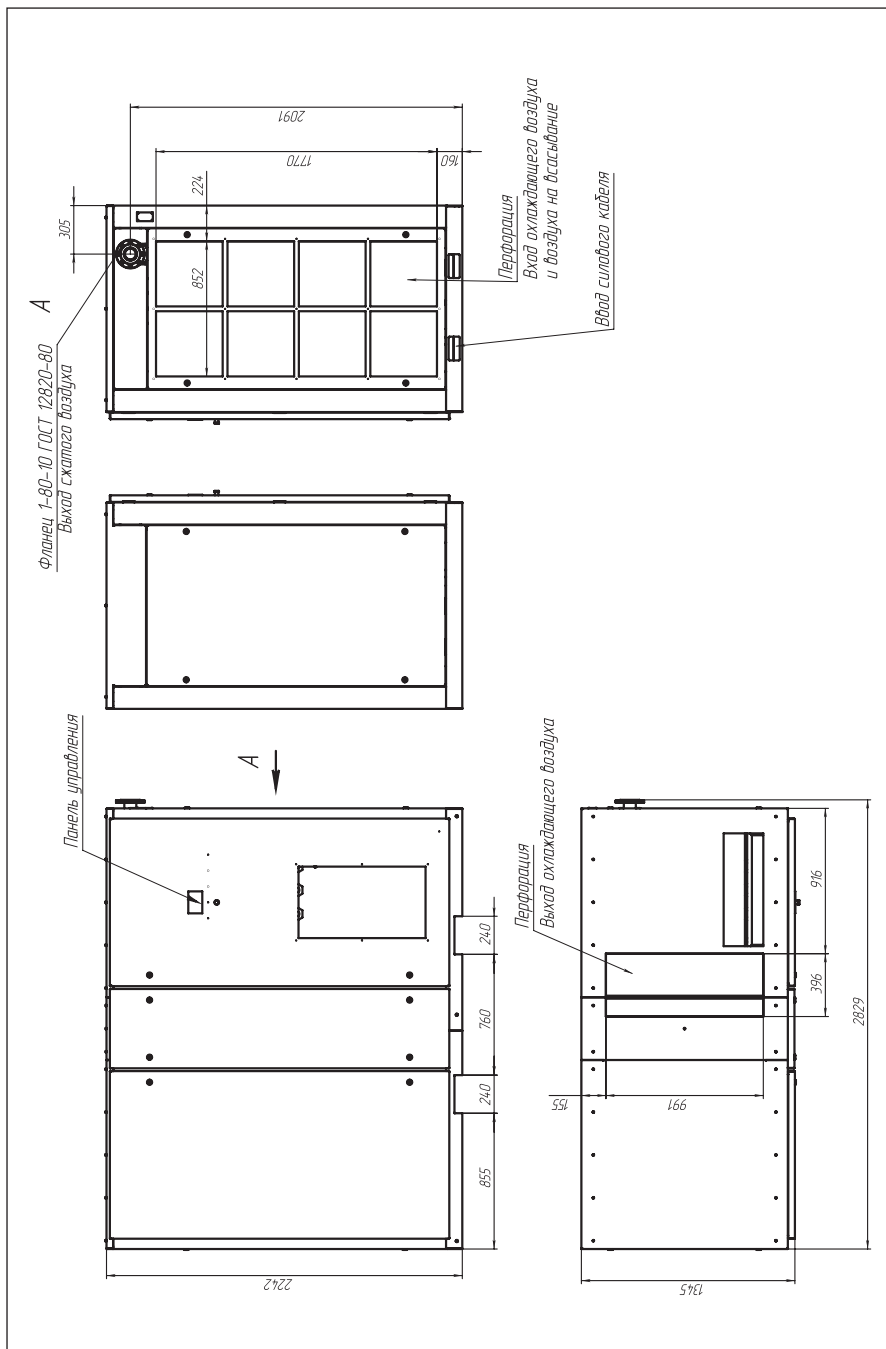 Фланец 1-80-10 ГОСТ 12820-80
Выход сжатого воздуха
А
305
224
852
2091
1770
160
Перфорация
Вход охлаждающего воздуха
и воздуха на всасывание
Ввод силового кабеля
Панель управления
А
2242
855
240
760
240
Перфорация
Выход охлаждающего воздуха
155
991
1345
396
916
2829